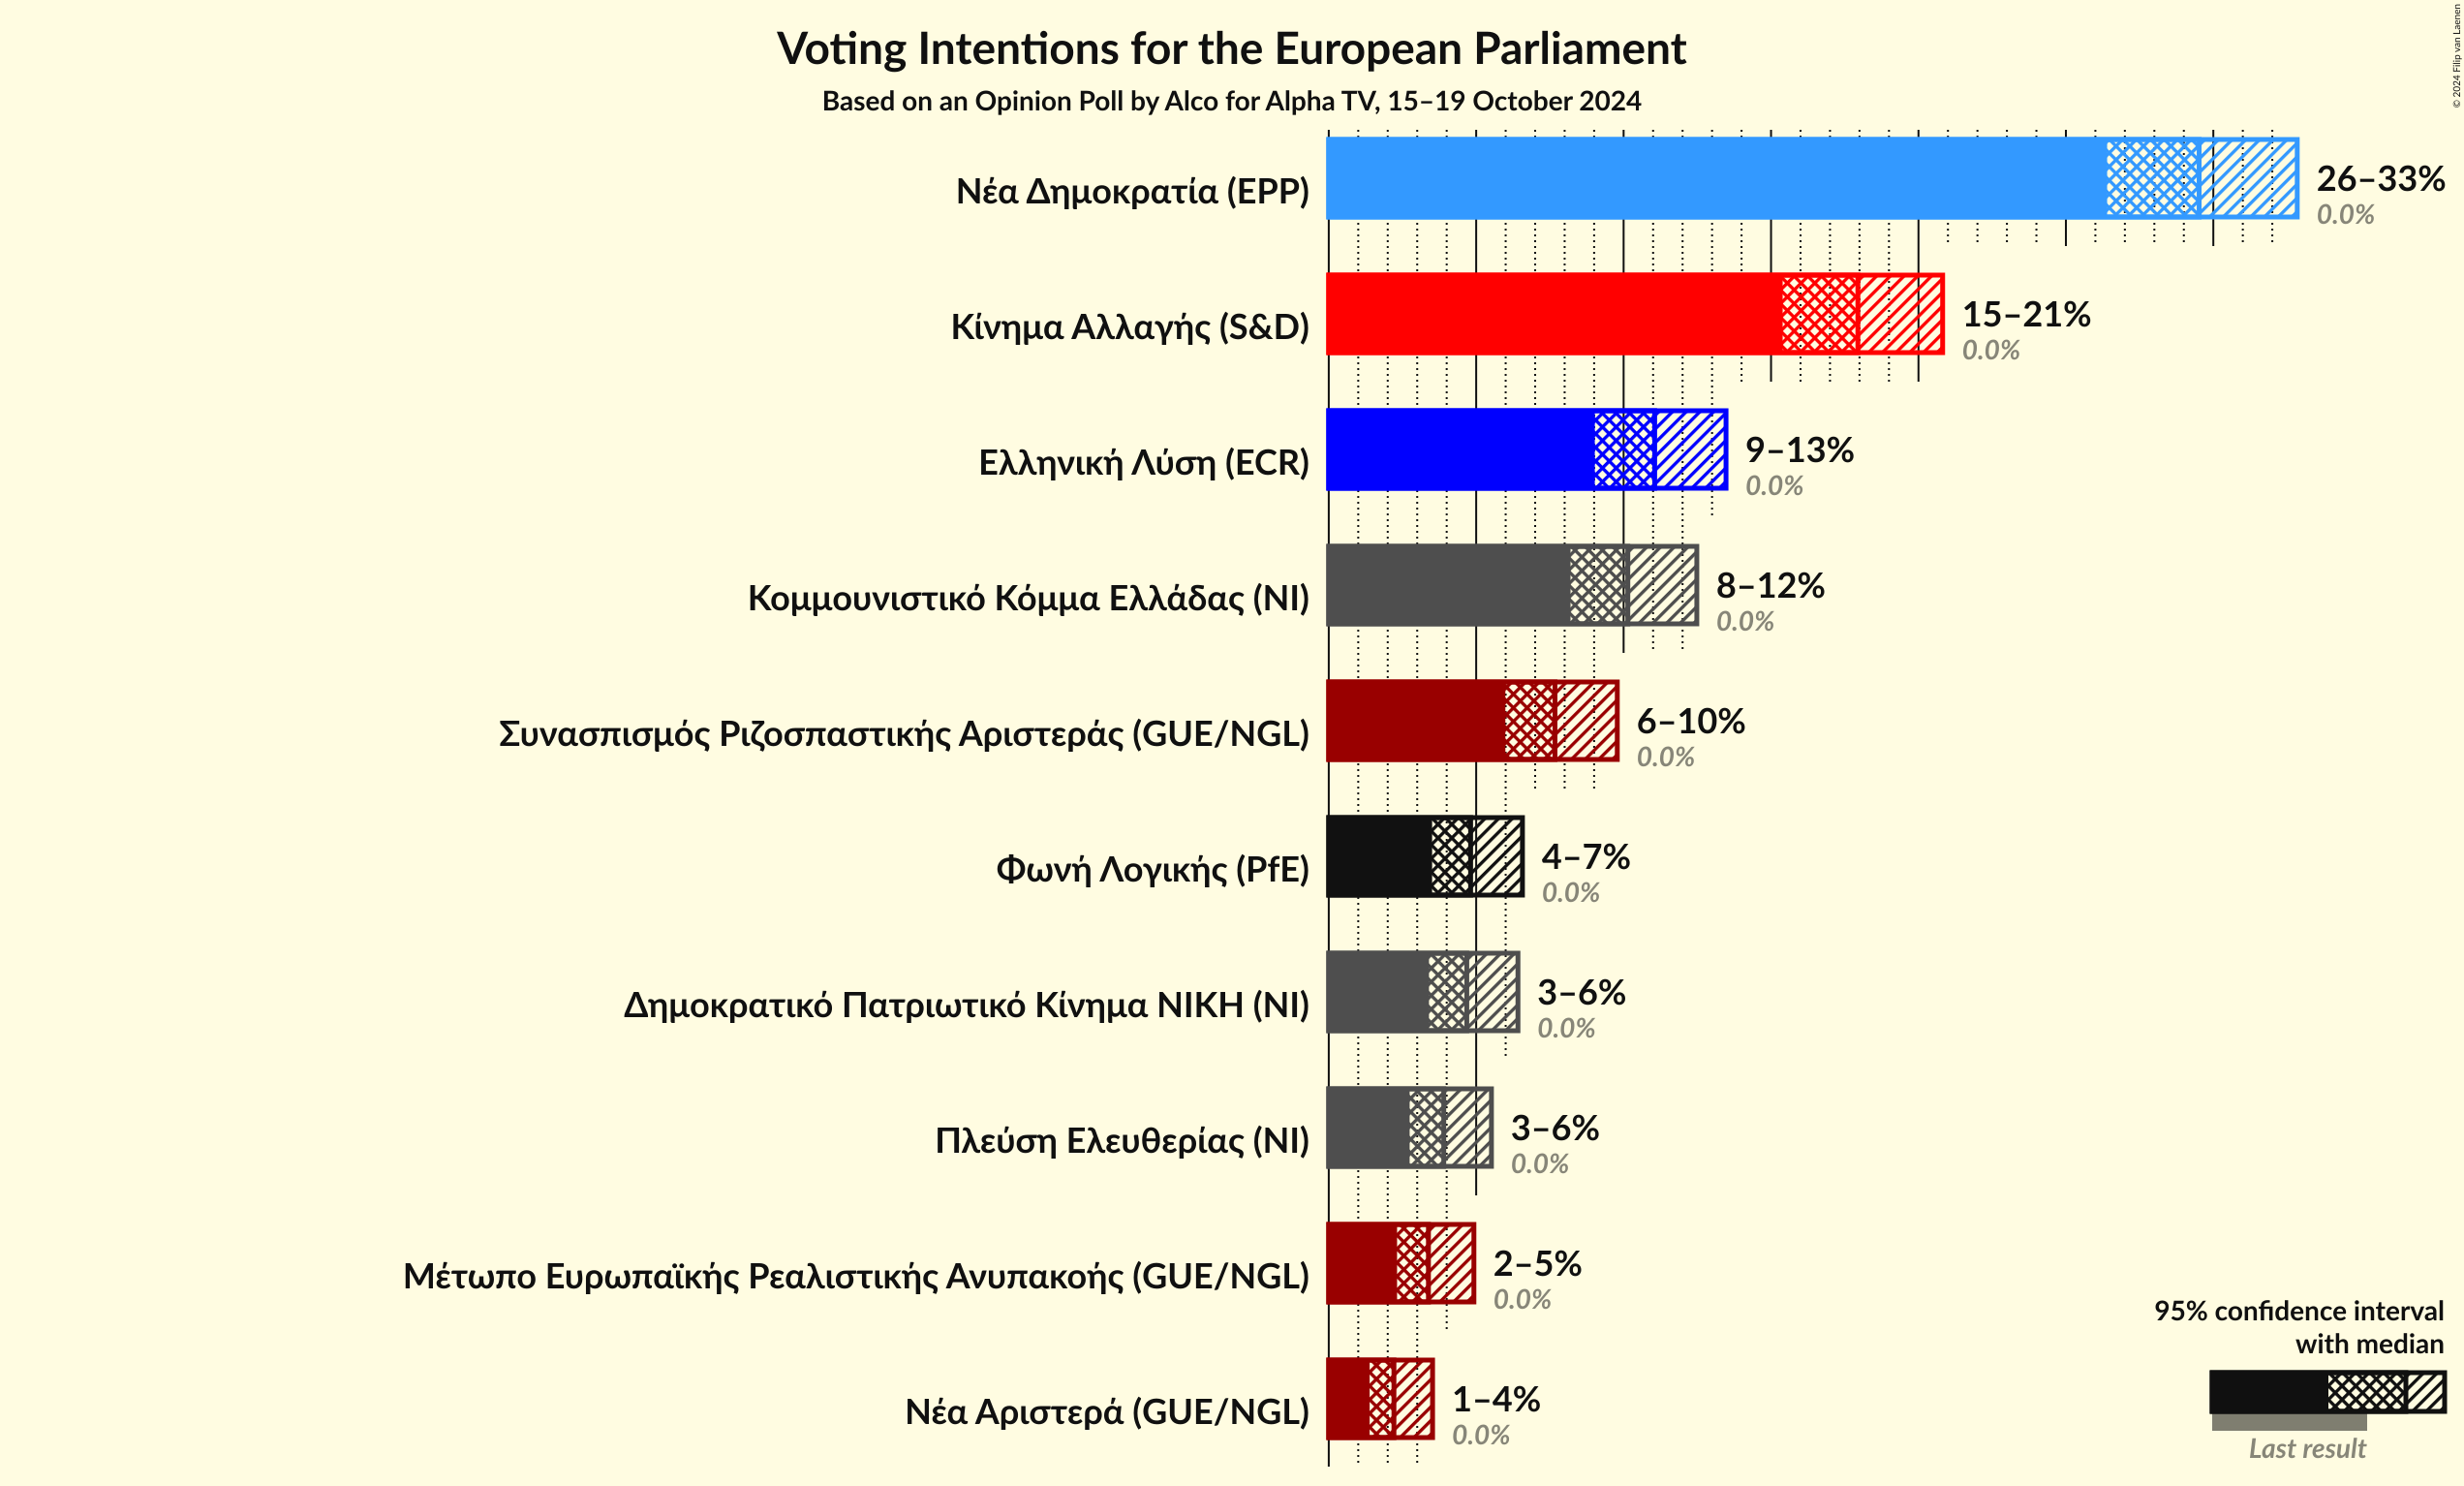 Voting Intentions for the European Parliament
Based on an Opinion Poll by Alco for Alpha TV, 15–19 October 2024
© 2024 Filip van Laenen
Νέα Δημοκρατία (EPP)
26–33%
0.0%
Κίνημα Αλλαγής (S&D)
15–21%
0.0%
Ελληνική Λύση (ECR)
9–13%
0.0%
Κομμουνιστικό Κόμμα Ελλάδας (NI)
8–12%
0.0%
Συνασπισμός Ριζοσπαστικής Αριστεράς (GUE/NGL)
6–10%
0.0%
Φωνή Λογικής (PfE)
4–7%
0.0%
Δημοκρατικό Πατριωτικό Κίνημα ΝΙΚΗ (NI)
3–6%
0.0%
Πλεύση Ελευθερίας (NI)
3–6%
0.0%
Μέτωπο Ευρωπαϊκής Ρεαλιστικής Ανυπακοής (GUE/NGL)
2–5%
0.0%
Νέα Αριστερά (GUE/NGL)
1–4%
0.0%
95% confidence interval
with median
Last result